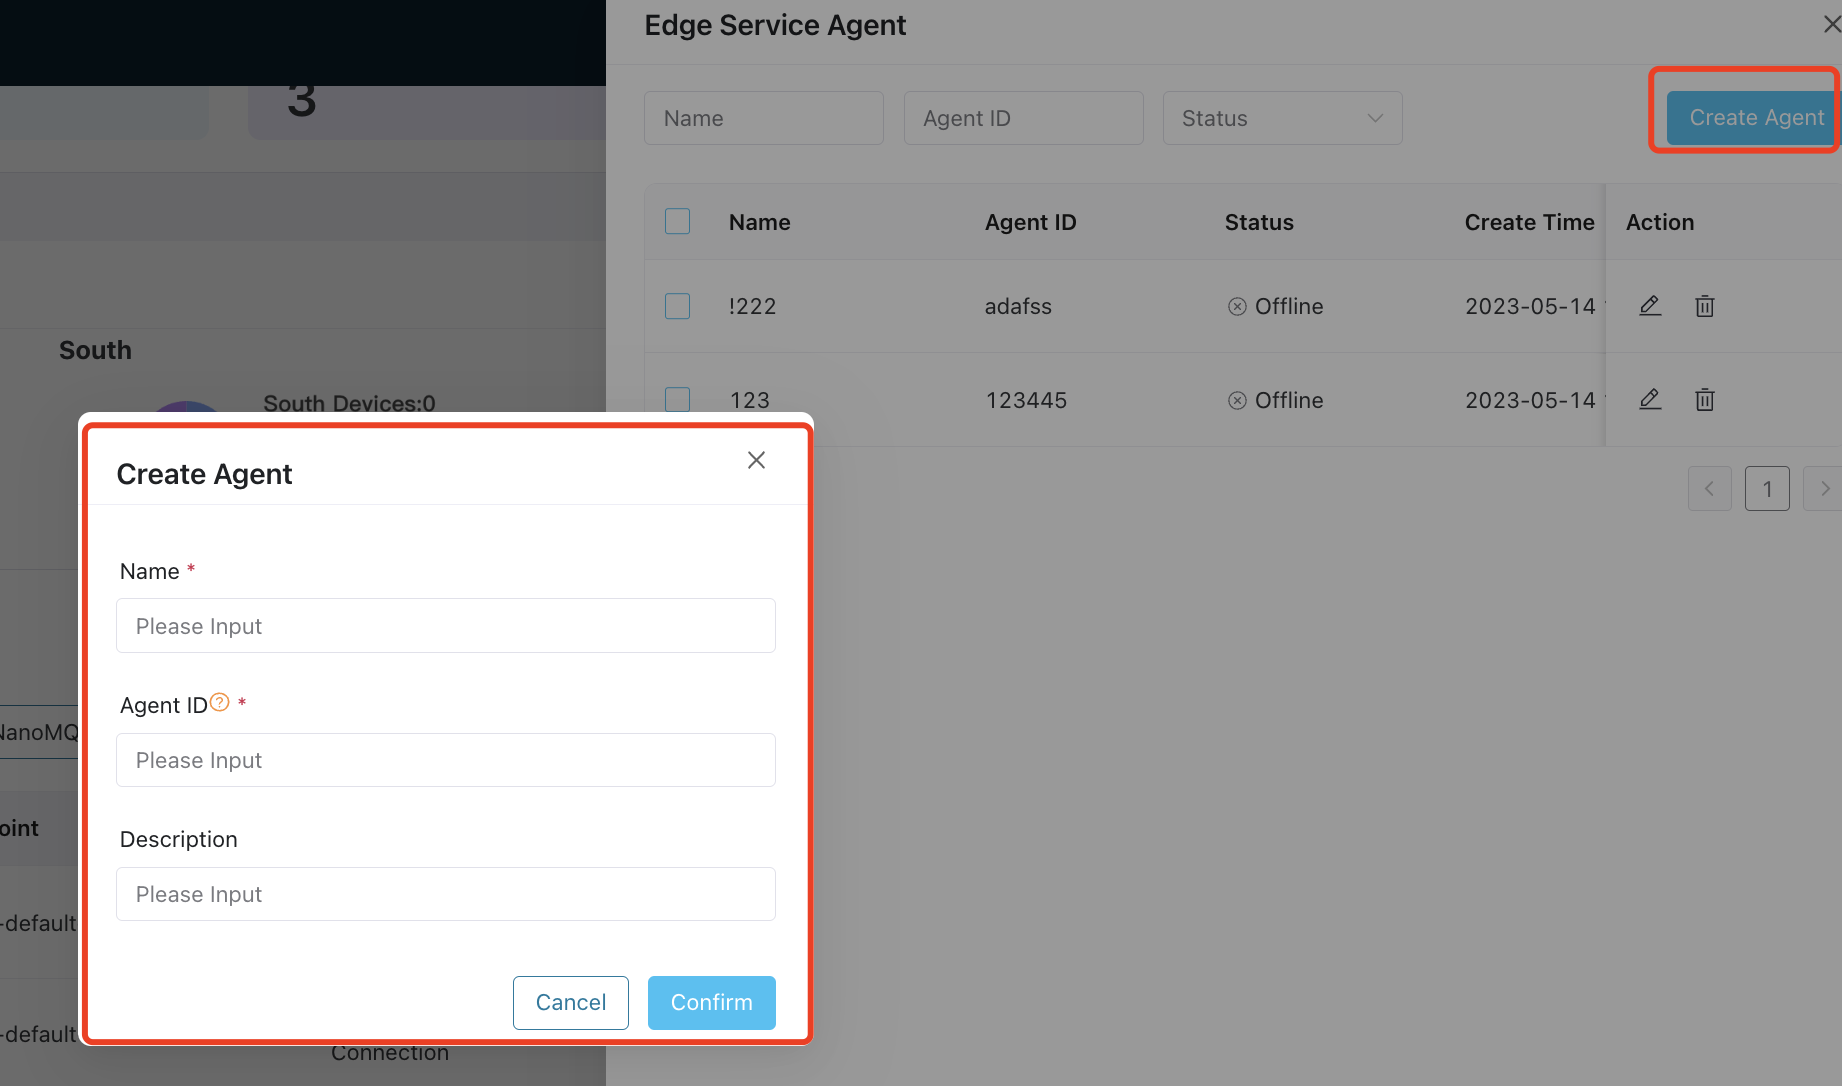 Edge Service Agent
3
Name
Agent ID
Status
Create Agent
Name
Agent ID
Status
Create Time
Action
!222
adafss
Offline
2023-05-14
123
123445
Offline
2023-05-14
1
South
South Devices:0
NanoMQ
oint
-default
-default
Connection
Create Agent
Name *
Please Input
Agent ID ? *
Please Input
Description
Please Input
Cancel
Confirm